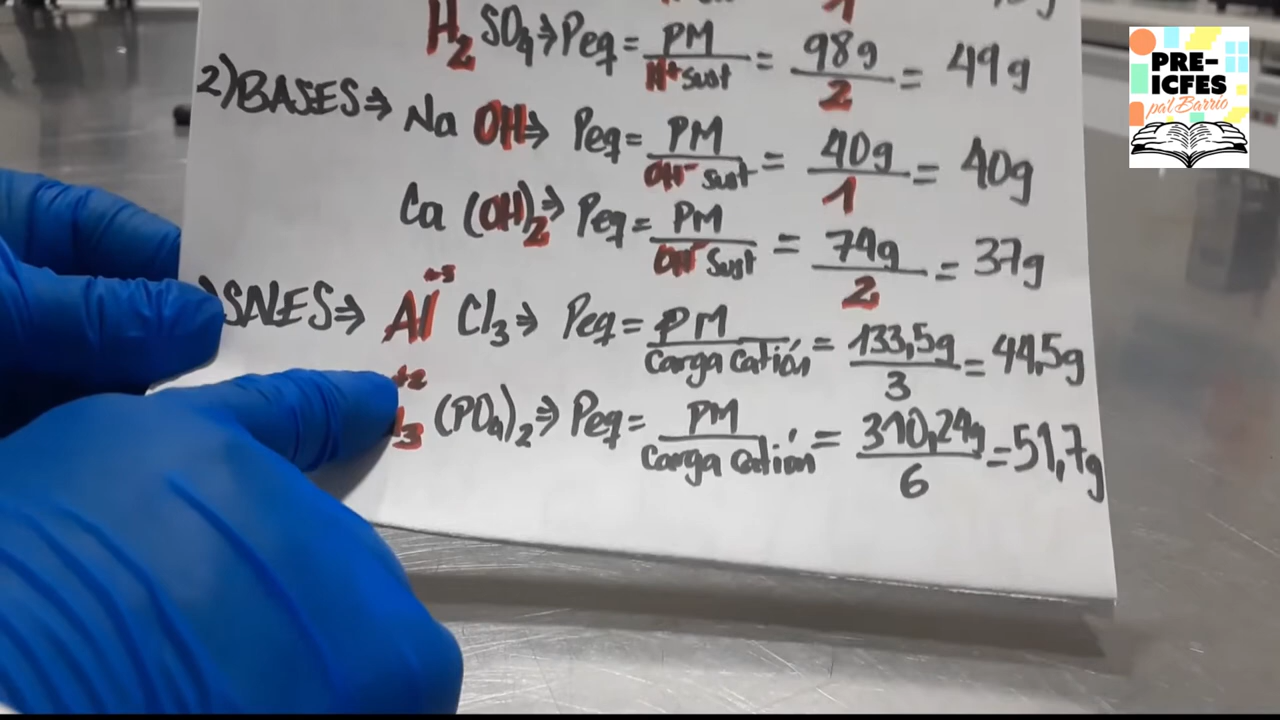 H2SO4 ⇒ Peq = PM / H+ sust = 98g / 2 = 49g
2) BASES ⇒ NaOH ⇒ Peq = PM / OH- sust = 40g / 1 = 40g
Ca(OH)2 ⇒ Peq = PM / OH- sust = 74g / 2 = 37g
)SALES ⇒ Al+3 Cl3 ⇒ Peq = PM / Carga Catión = 133,5g / 3 = 44,5g
+2 3 (PO4)2 ⇒ Peq = PM / Carga Catión = 310,24g / 6 = 51,7g
PRE-
ICFES
pal Barrio